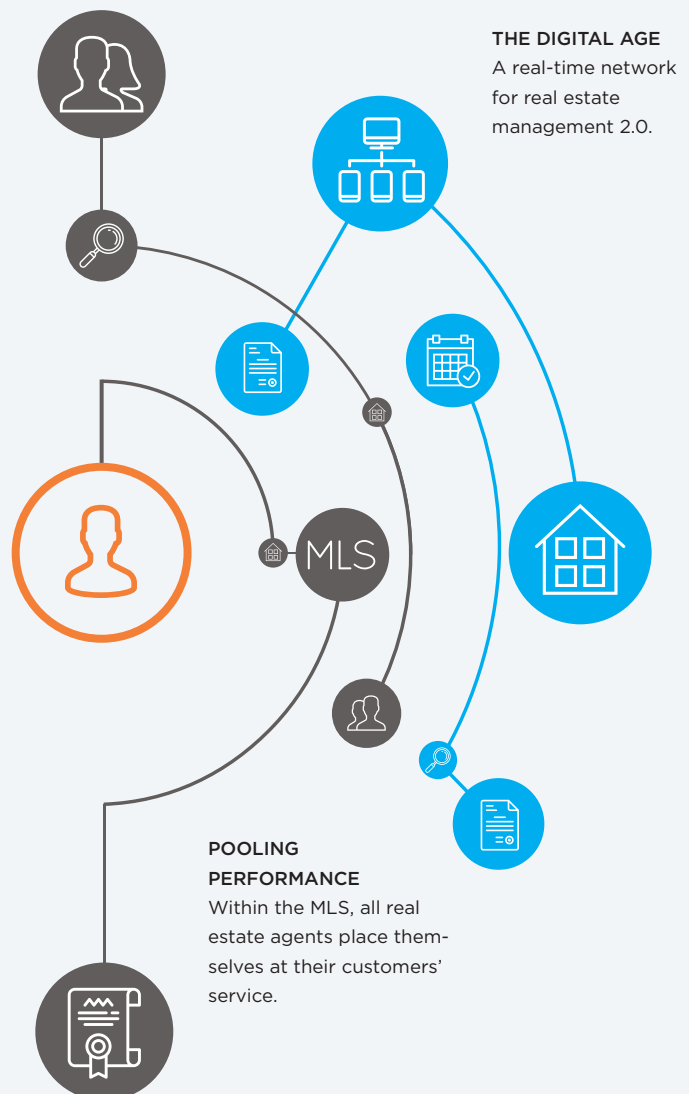 THE DIGITAL AGE
A real-time network
for real estate
management 2.0.
MLS
POOLING
PERFORMANCE
Within the MLS, all real
estate agents place them-
selves at their customers’
service.